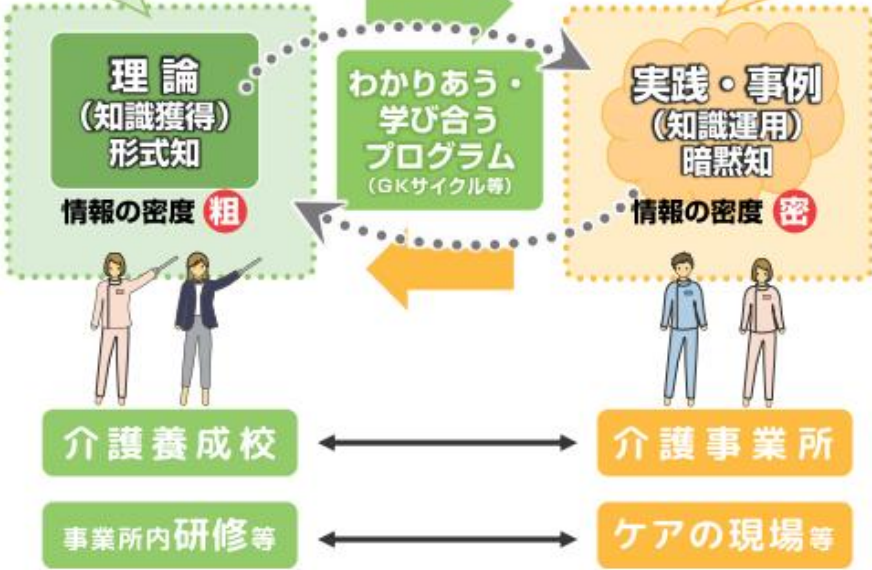 理論
（知識獲得）
形式知
情報の密度 粗
わかりあう・
学び合う
プログラム
（GKサイクル等）
実践・事例
（知識運用）
暗黙知
情報の密度 密
介護養成校
介護事業所
事業所内研修等
ケアの現場等